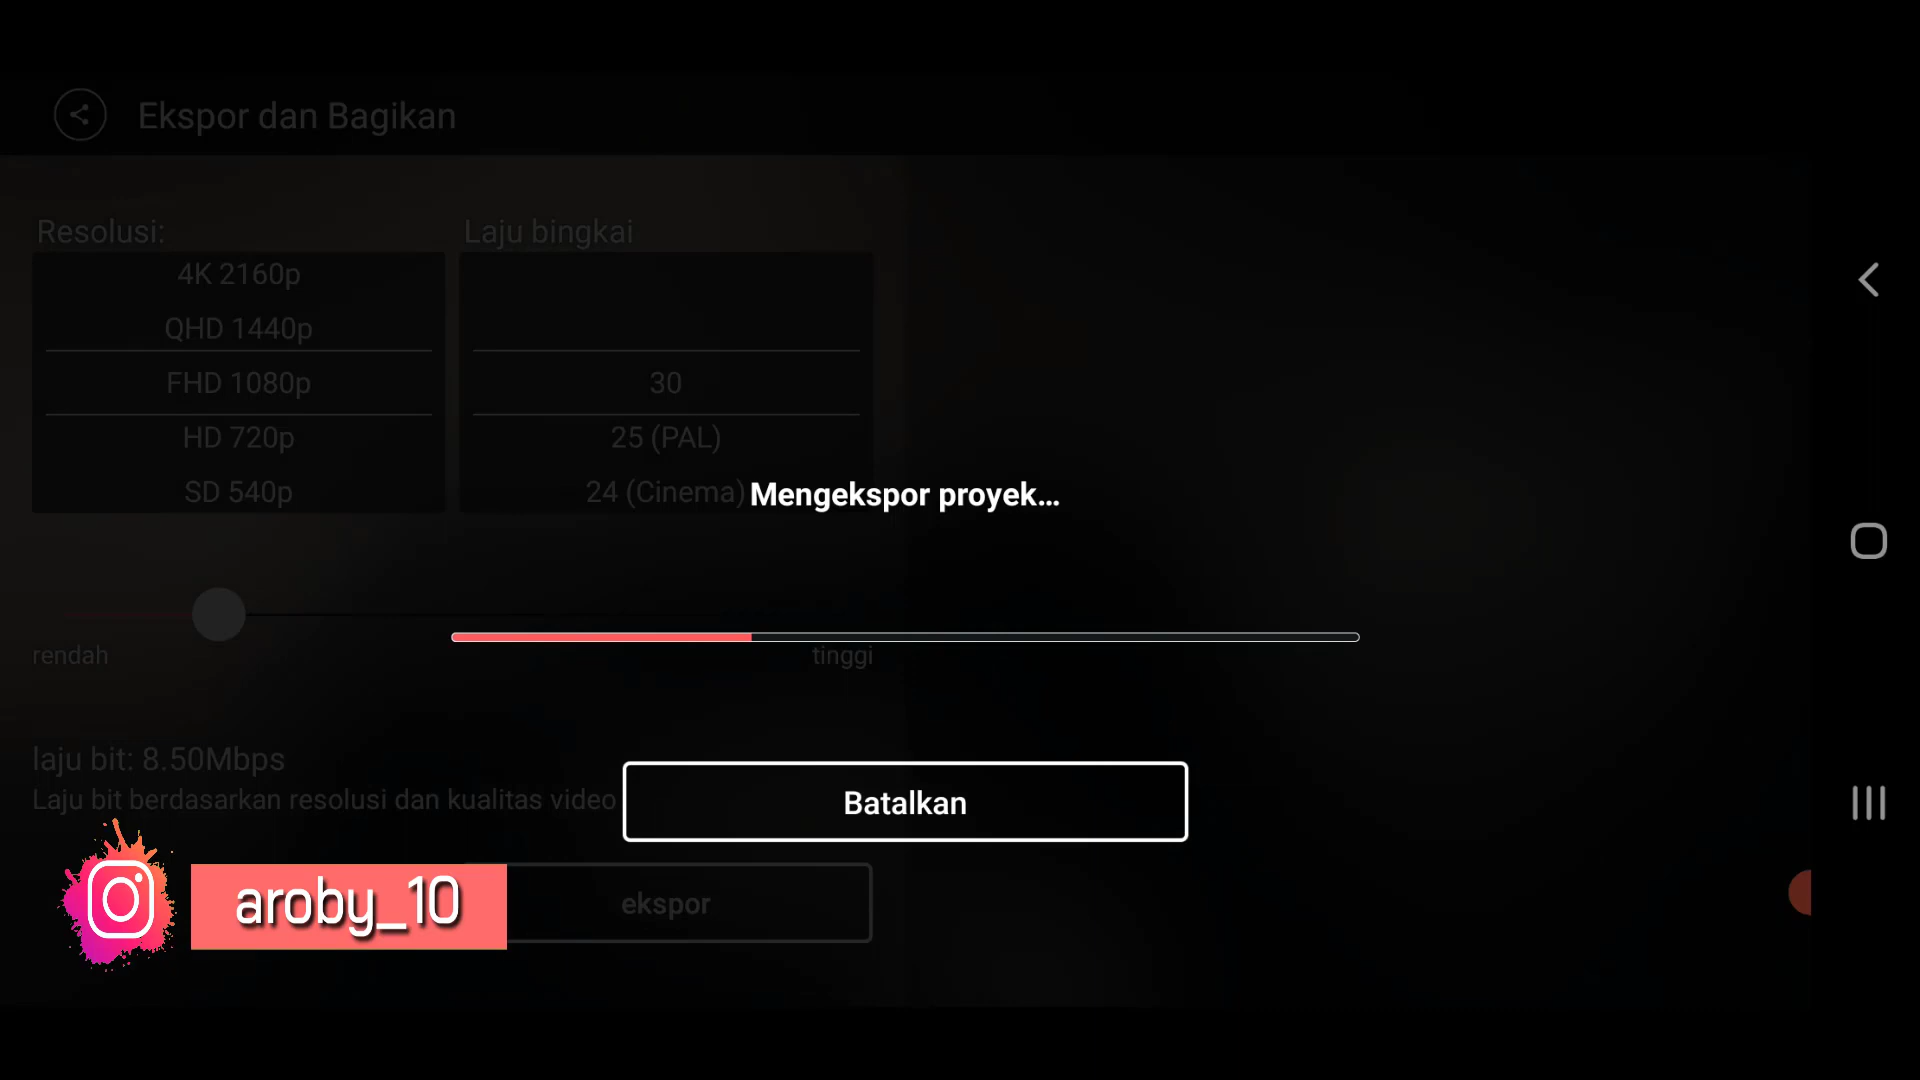 Ekspor dan Bagikan
Resolusi:
Laju bingkai
4K 2160p
QHD 1440p
FHD 1080p
30
HD 720p
25 (PAL)
SD 540p
24 (Cinema)
Mengekspor proyek...
rendah
tinggi
laju bit: 8.50Mbps
Laju bit berdasarkan resolusi dan kualitas video
Batalkan
aroby_10
ekspor